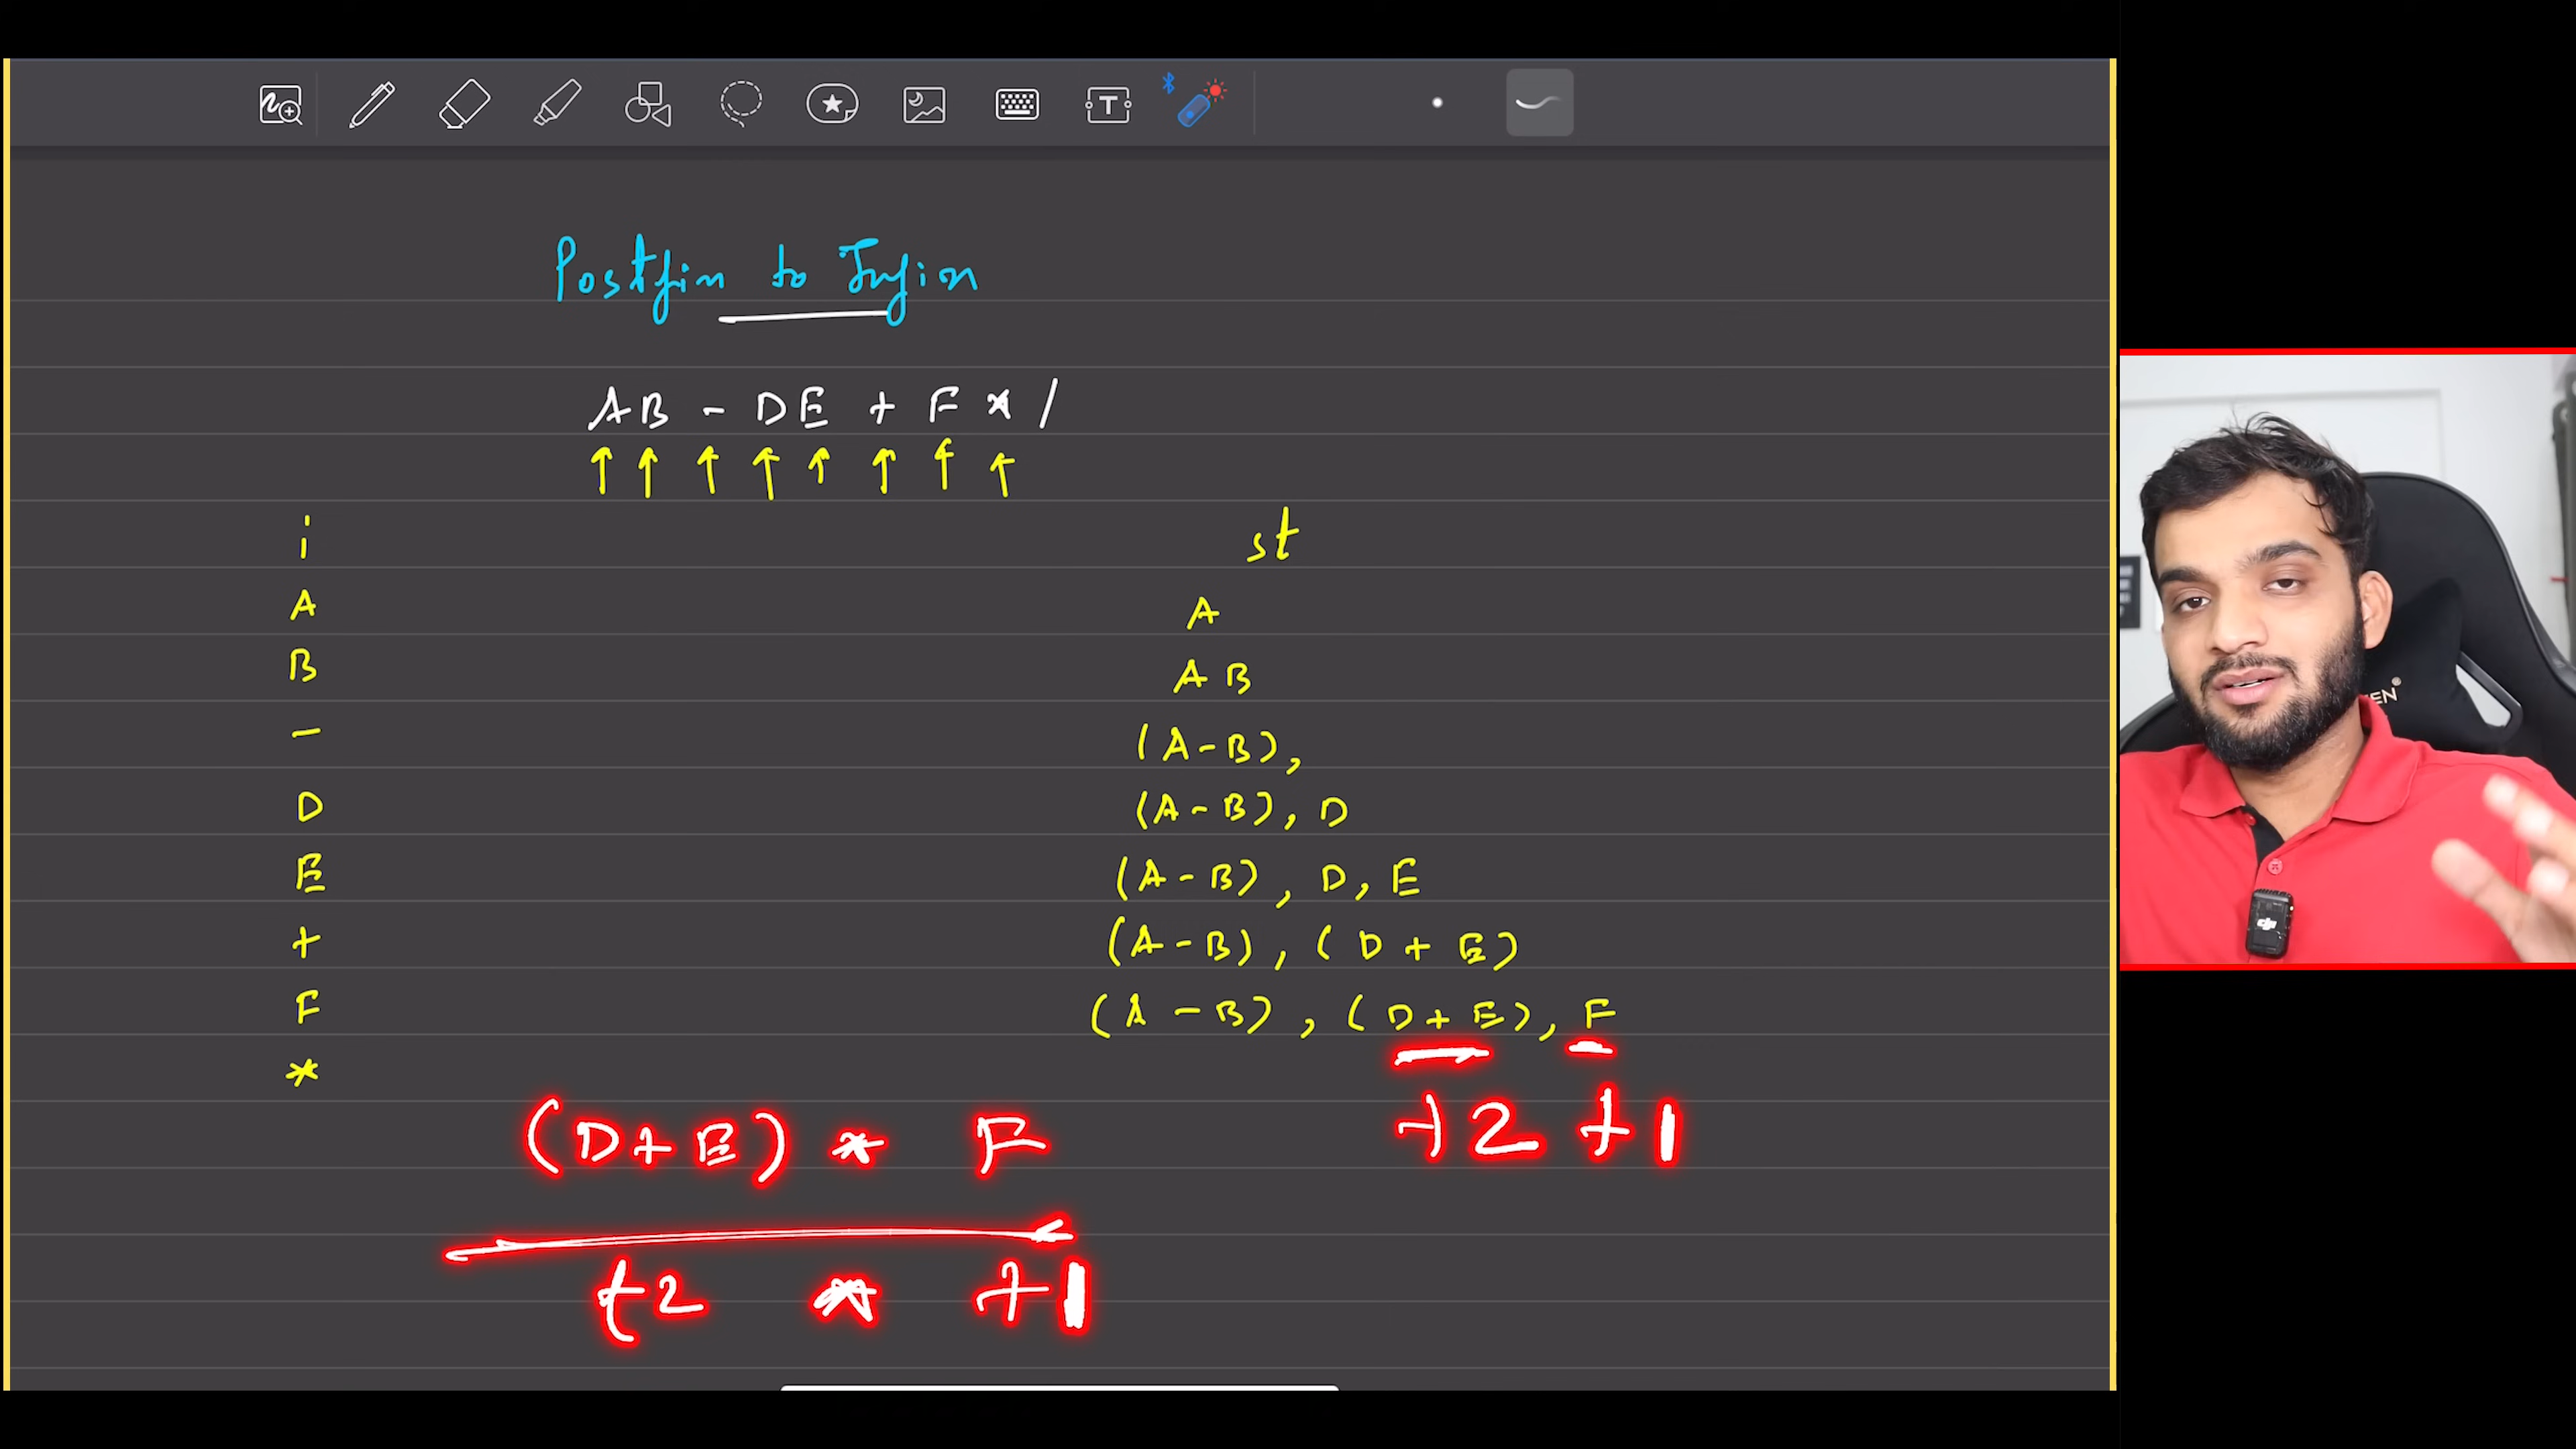 Postfix to Infix
AB - DE + F * /
↑ ↑ ↑ ↑ ↑ ↑ ↑ ↑
i st
A A
B A B
- (A-B),
D (A-B), D
E (A-B), D, E
+ (A-B), (D + E)
F (A-B), (D+E), F
*
(D+E) * F t2 t1
t2 * t1